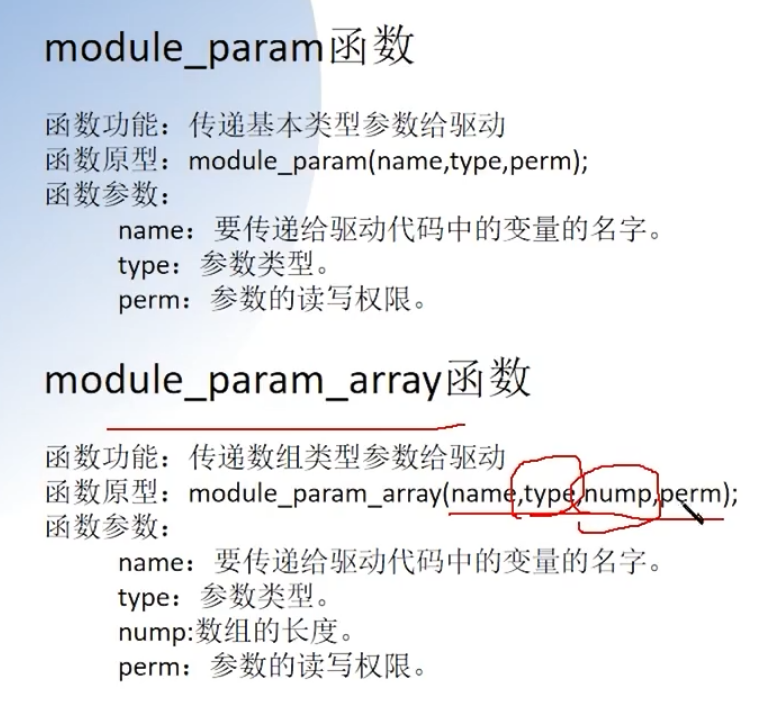 module_param函数
函数功能：传递基本类型参数给驱动
函数原型：module_param(name,type,perm);
函数参数：
name：要传递给驱动代码中的变量的名字。
type：参数类型。
perm：参数的读写权限。
module_param_array函数
函数功能：传递数组类型参数给驱动
函数原型：module_param_array(name,type,nump,perm);
函数参数：
name：要传递给驱动代码中的变量的名字。
type：参数类型。
nump:数组的长度。
perm：参数的读写权限。